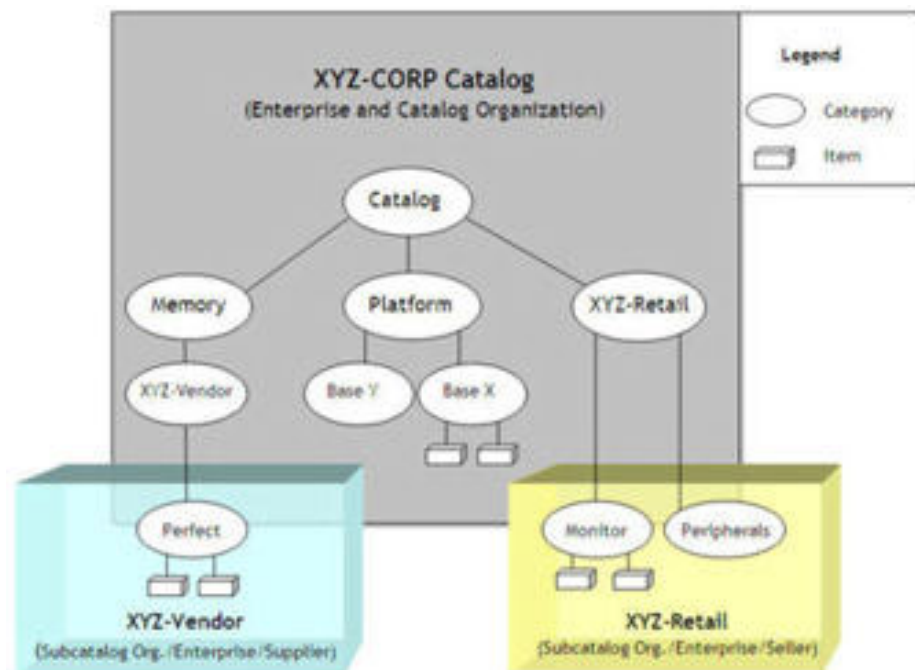 XYZ-CORP Catalog
(Enterprise and Catalog Organization)
Legend
Category
Item
Catalog
Memory
Platform
XYZ-Retail
XYZ-Vendor
Base Y
Base X
Perfect
Monitor
Peripherals
XYZ-Vendor
(Subcatalog Org./Enterprise/Supplier)
XYZ-Retail
(Subcatalog Org./Enterprise/Seller)